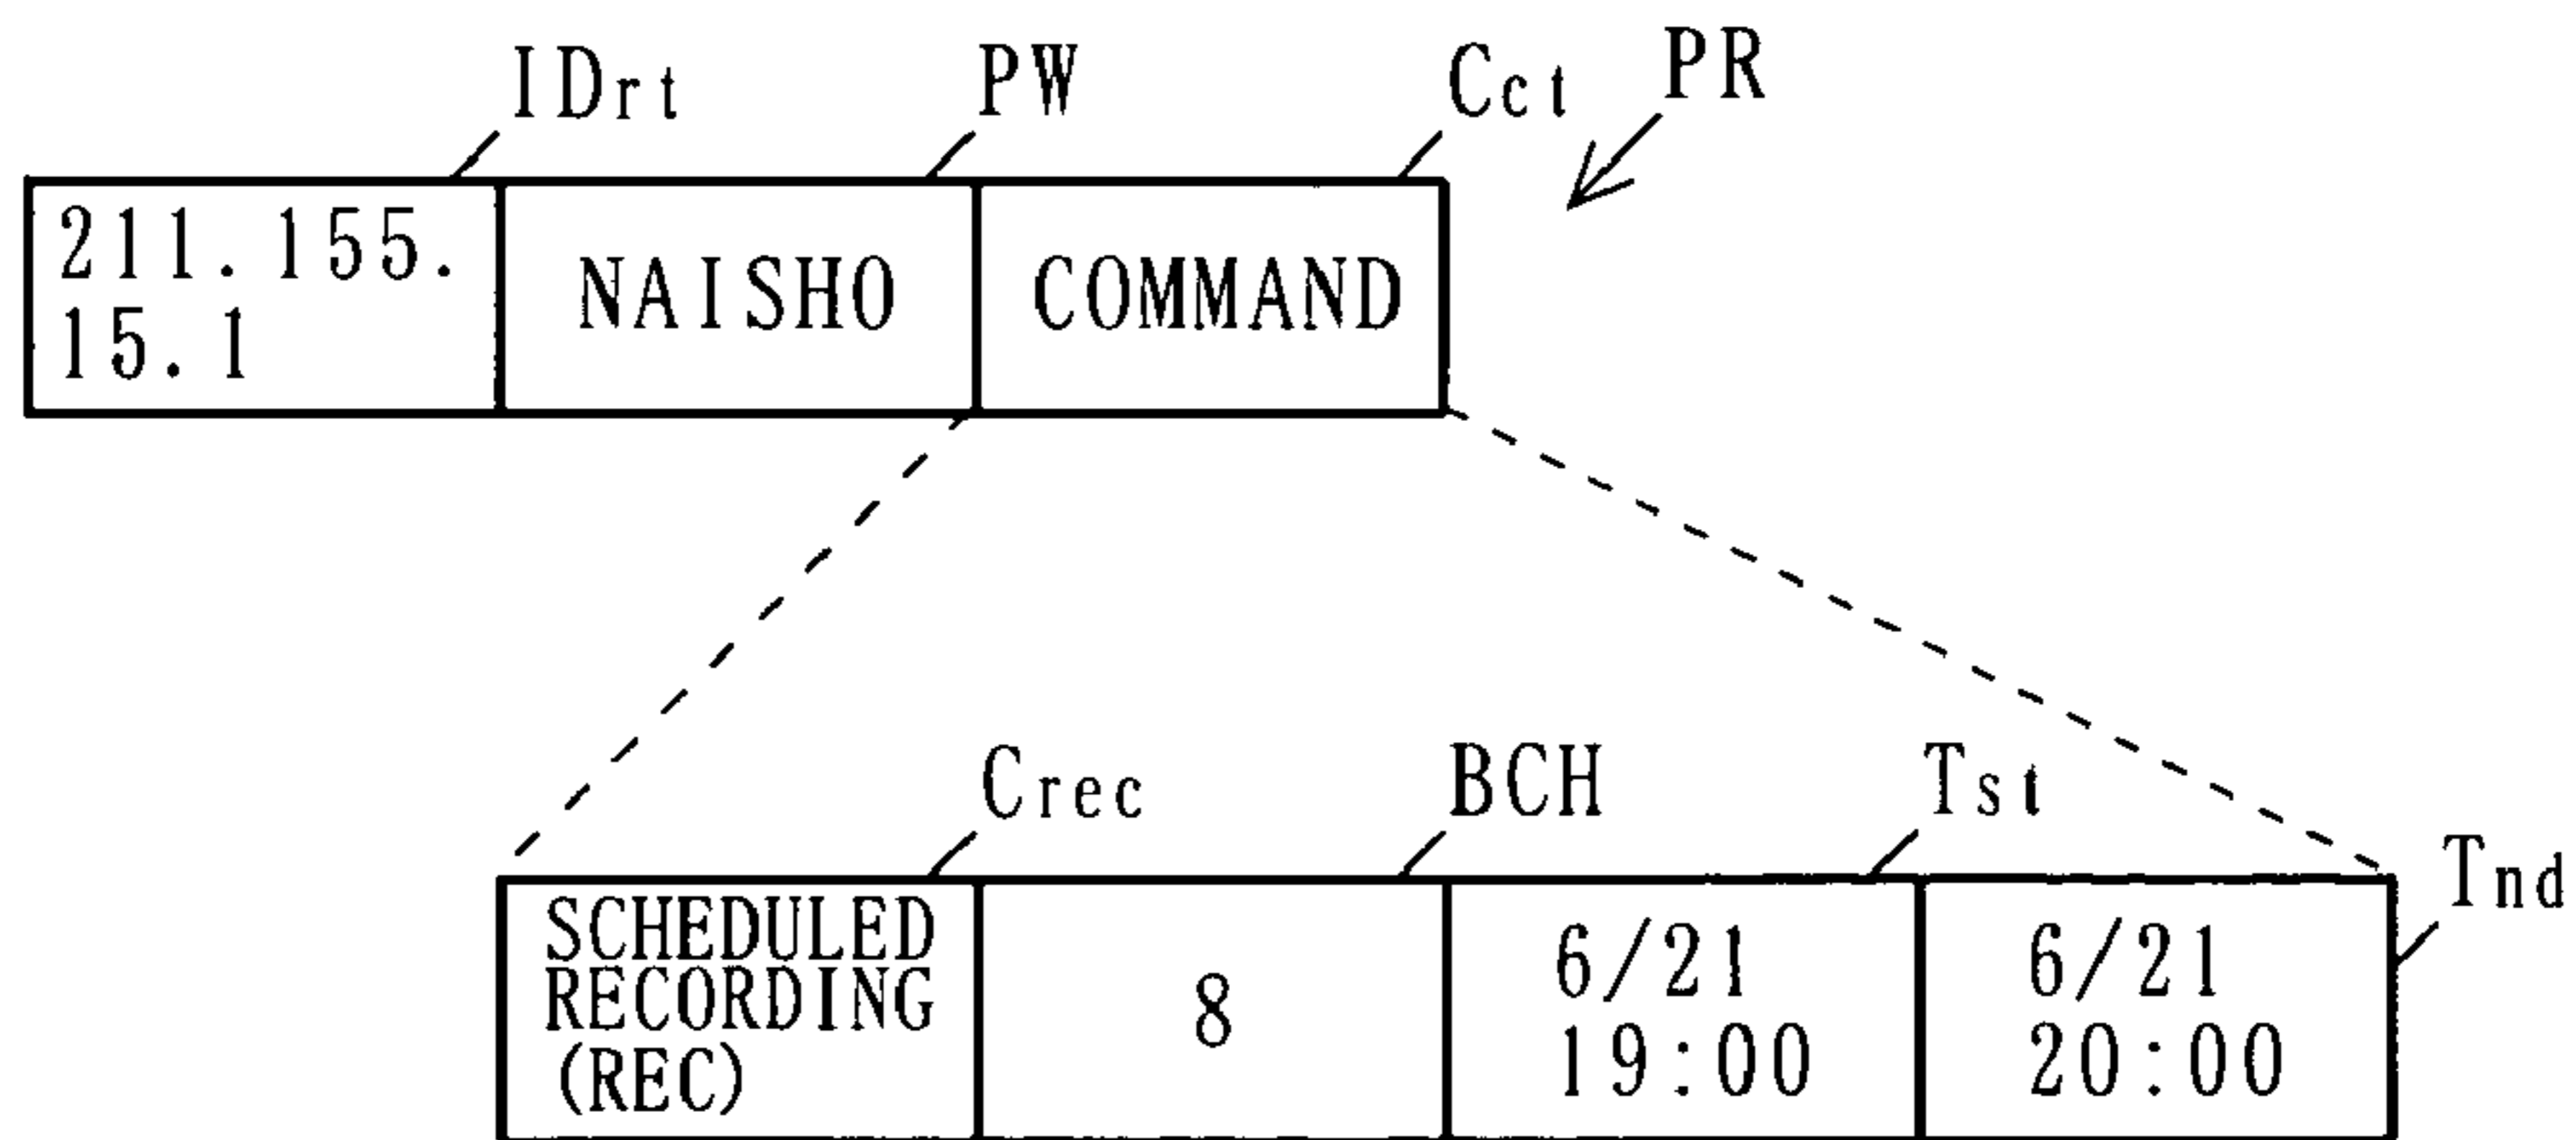 IDrt PW Cct PR
211.155. NAISHO COMMAND
15.1
Crec BCH Tst Tnd
SCHEDULED
RECORDING
(REC)
8
6/21
19:00
6/21
20:00